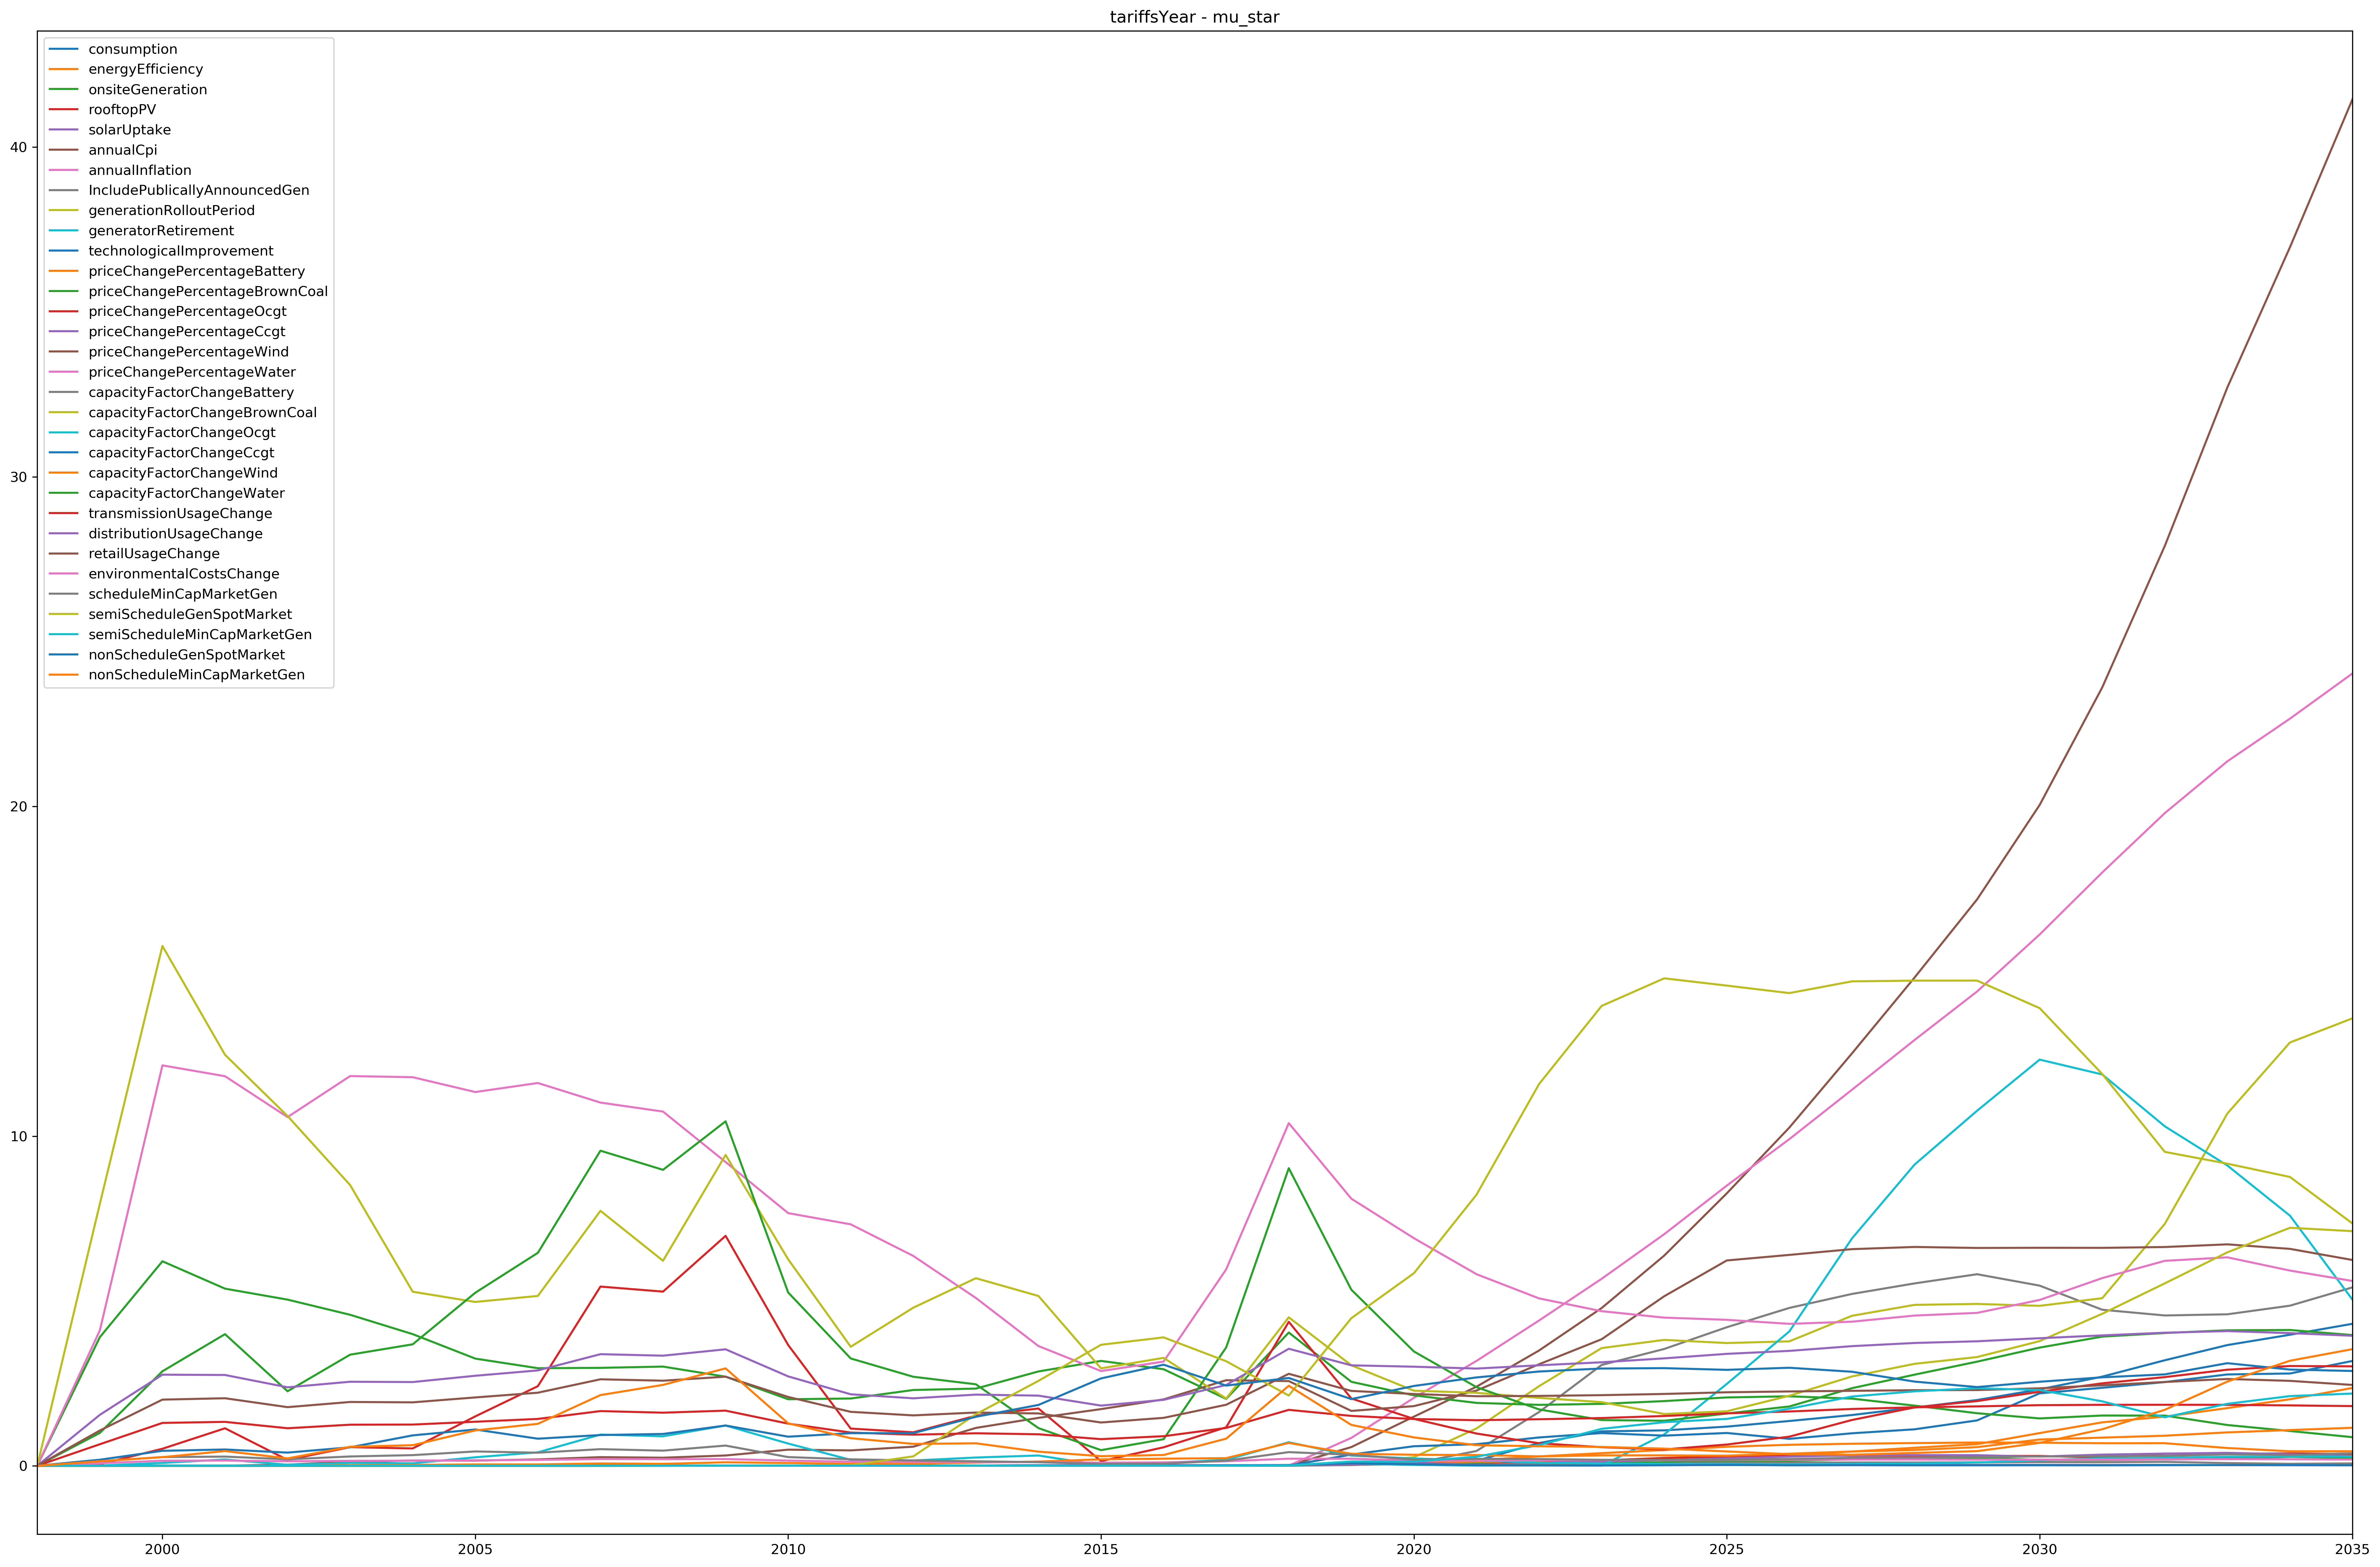 tariffsYear - mu_star
consumption
energyEfficiency
onsiteGeneration
rooftopPV
solarUptake
annualCpi
annualInflation
IncludePublicallyAnnouncedGen
generationRolloutPeriod
generatorRetirement
technologicalImprovement
priceChangePercentageBattery
priceChangePercentageBrownCoal
priceChangePercentageOcgt
priceChangePercentageCcgt
priceChangePercentageWind
priceChangePercentageWater
capacityFactorChangeBattery
capacityFactorChangeBrownCoal
capacityFactorChangeOcgt
capacityFactorChangeCcgt
capacityFactorChangeWind
capacityFactorChangeWater
transmissionUsageChange
distributionUsageChange
retailUsageChange
environmentalCostsChange
scheduleMinCapMarketGen
semiScheduleGenSpotMarket
semiScheduleMinCapMarketGen
nonScheduleGenSpotMarket
nonScheduleMinCapMarketGen
40
30
20
10
0
2000 2005 2010 2015 2020 2025 2030 2035